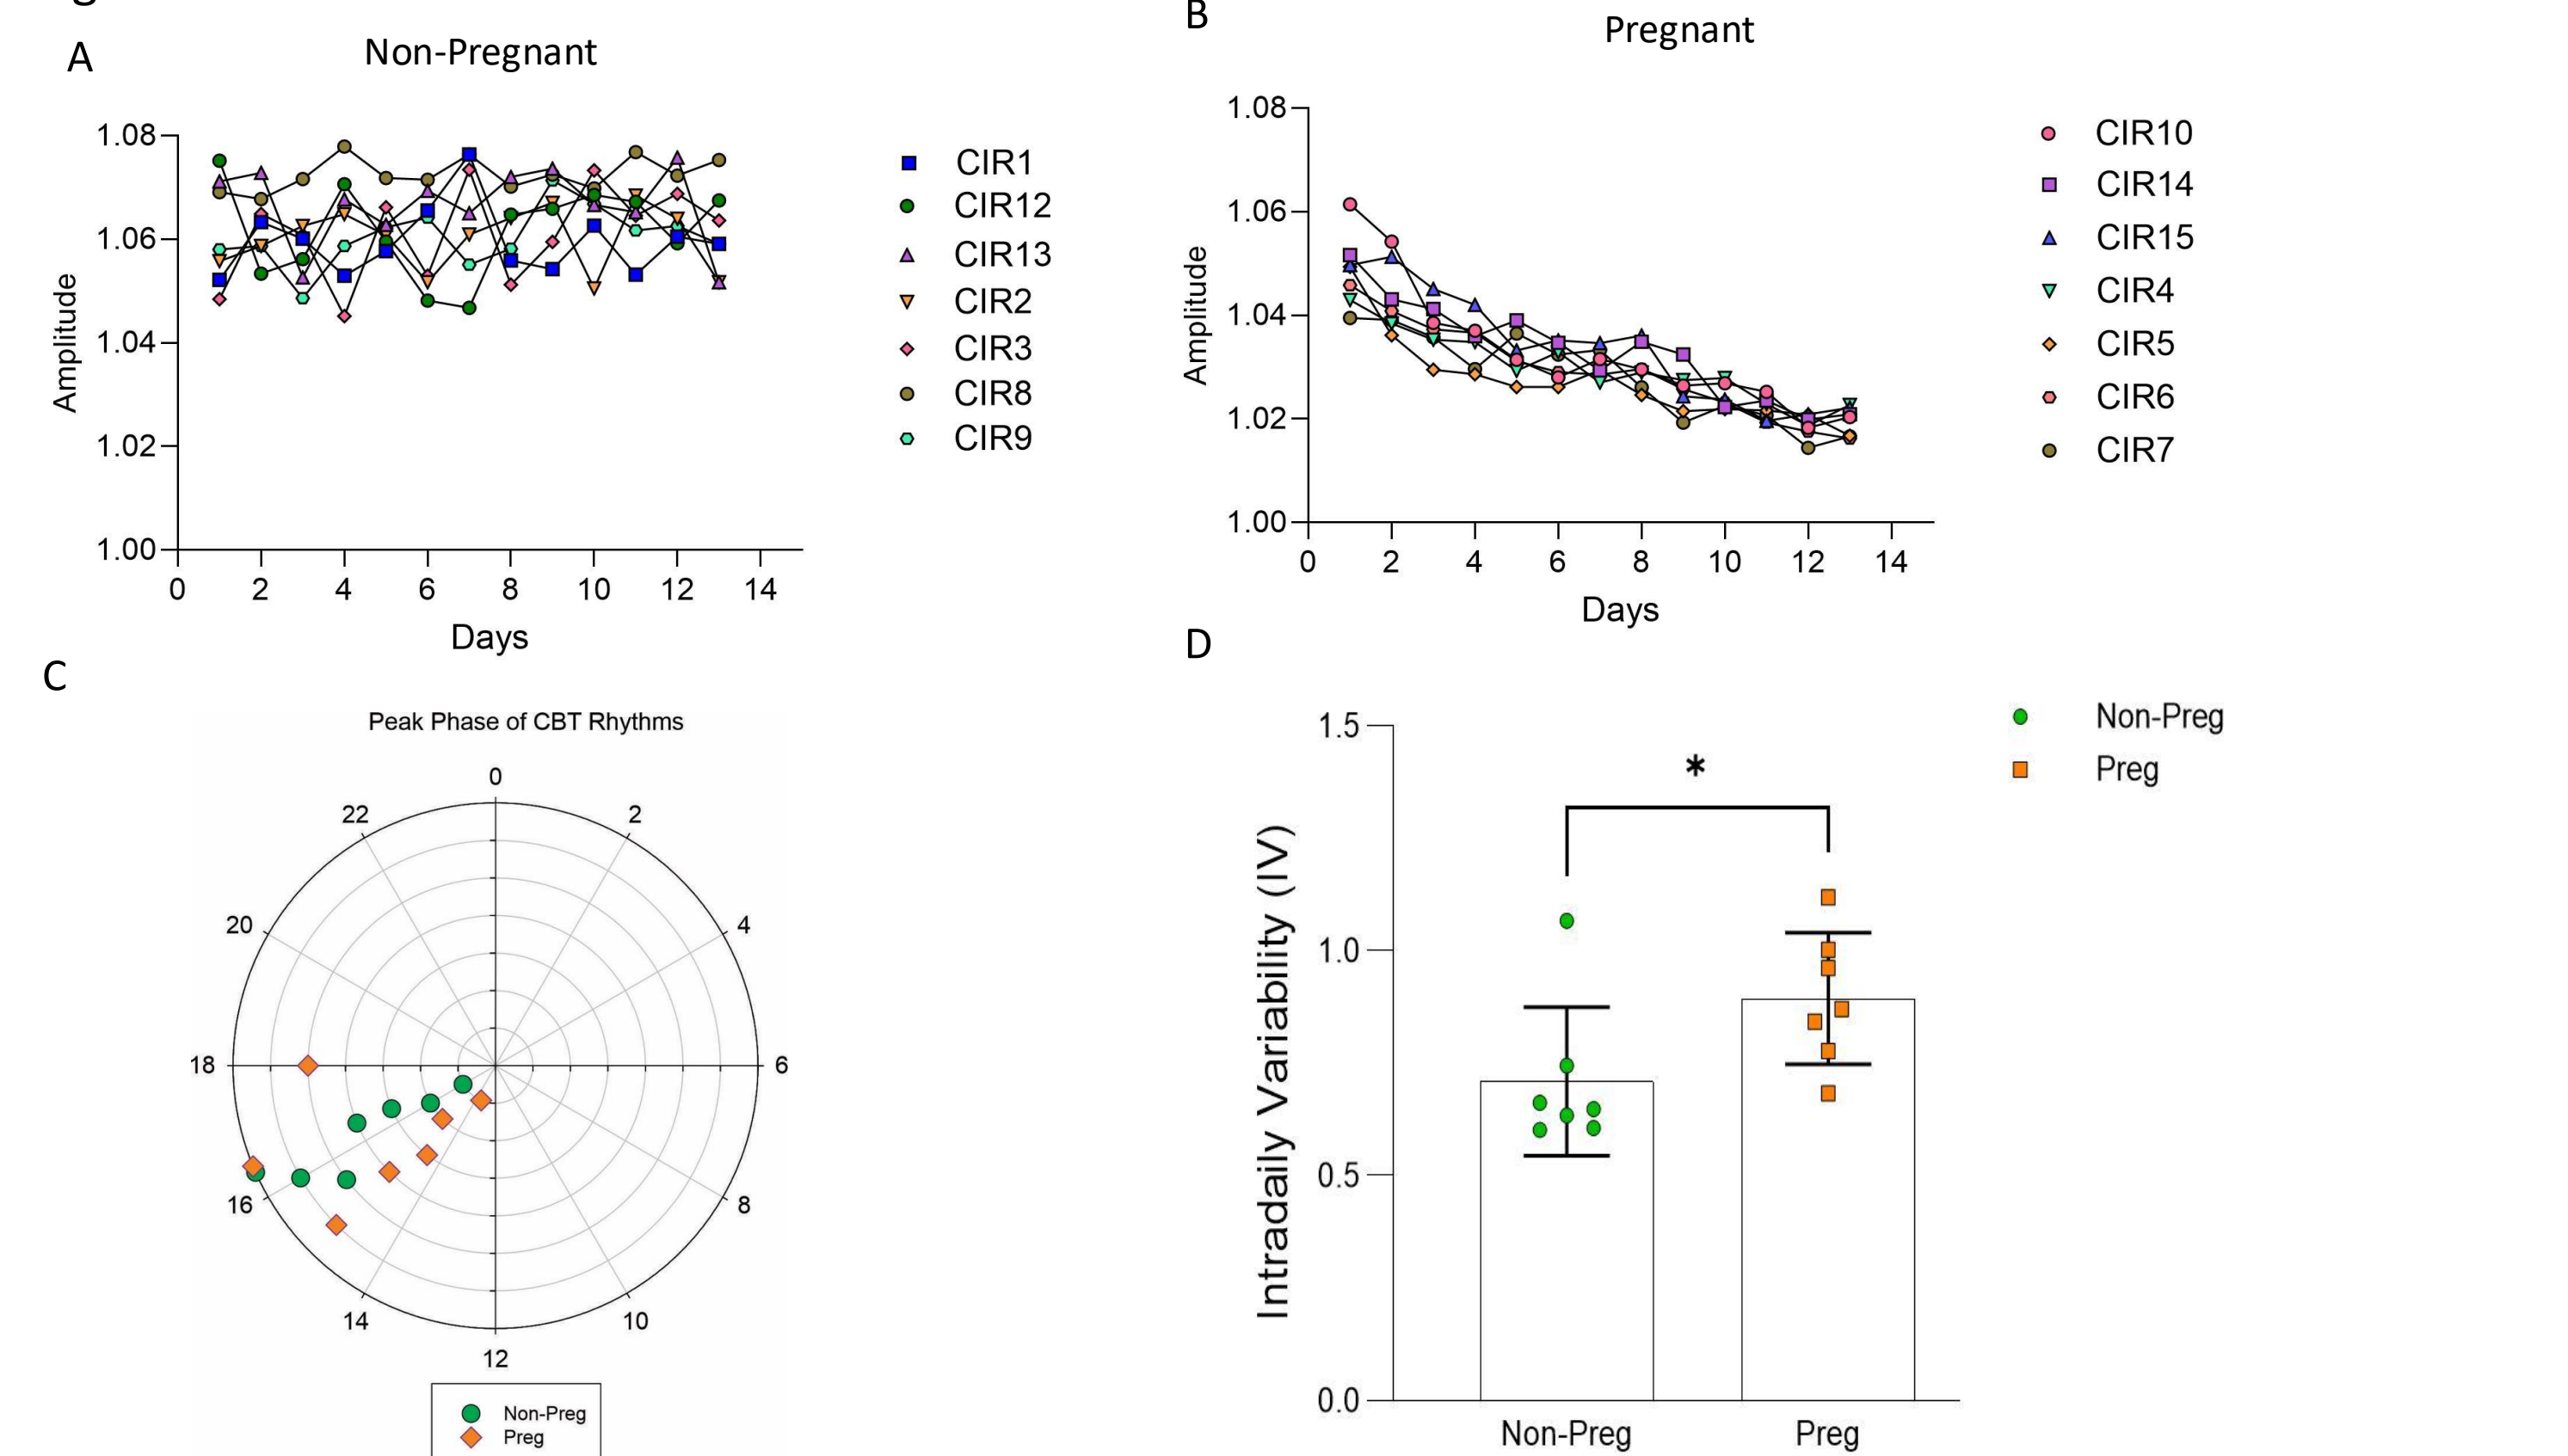 A
Non-Pregnant
1.08
1.06
1.04
1.02
1.00
Amplitude
0 2 4 6 8 10 12 14
Days
CIR1
CIR12
CIR13
CIR2
CIR3
CIR8
CIR9
B
Pregnant
1.08
1.06
1.04
1.02
1.00
Amplitude
0 2 4 6 8 10 12 14
Days
CIR10
CIR14
CIR15
CIR4
CIR5
CIR6
CIR7
C
Peak Phase of CBT Rhythms
0
22 2
20 4
18 6
16 8
14 10
12
Non-Preg
Preg
D
1.5
1.0
0.5
0.0
Intradaily Variability (IV)
*
Non-Preg Preg
Non-Preg
Preg